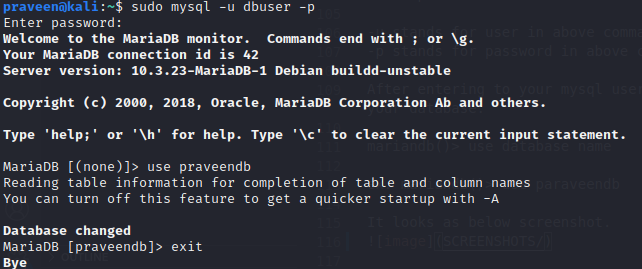 praveen@kali:~$ sudo mysql -u dbuser -p
Enter password:
Welcome to the MariaDB monitor.  Commands end with ; or \g.
Your MariaDB connection id is 42
Server version: 10.3.23-MariaDB-1 Debian buildd-unstable

Copyright (c) 2000, 2018, Oracle, MariaDB Corporation Ab and others.

Type 'help;' or '\h' for help. Type '\c' to clear the current input statement.

MariaDB [(none)]> use praveendb
Reading table information for completion of table and column names
You can turn off this feature to get a quicker startup with -A

Database changed
MariaDB [praveendb]> exit
Bye